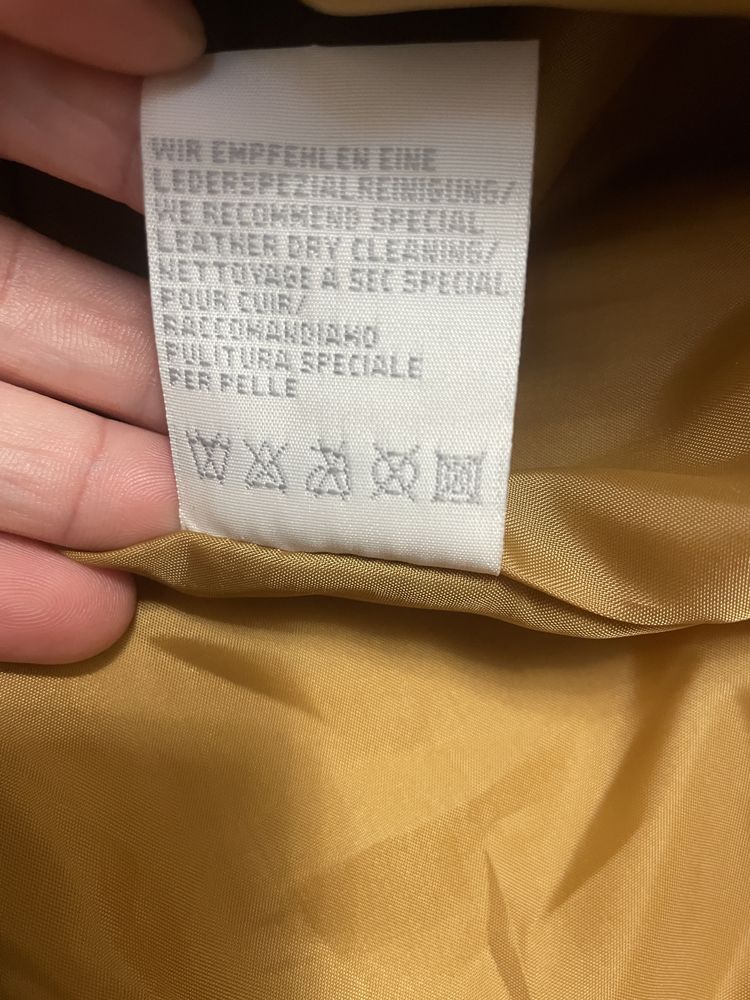 WIR EMPFEHLEN EINE
LEDERSPEZIALREINIGUNG/
WE RECOMMEND SPECIAL
LEATHER DRY CLEANING/
NETTOYAGE A SEC SPECIAL
POUR CUIR/
RACCOMANDIAMO
PULITURA SPECIALE
PER PELLE